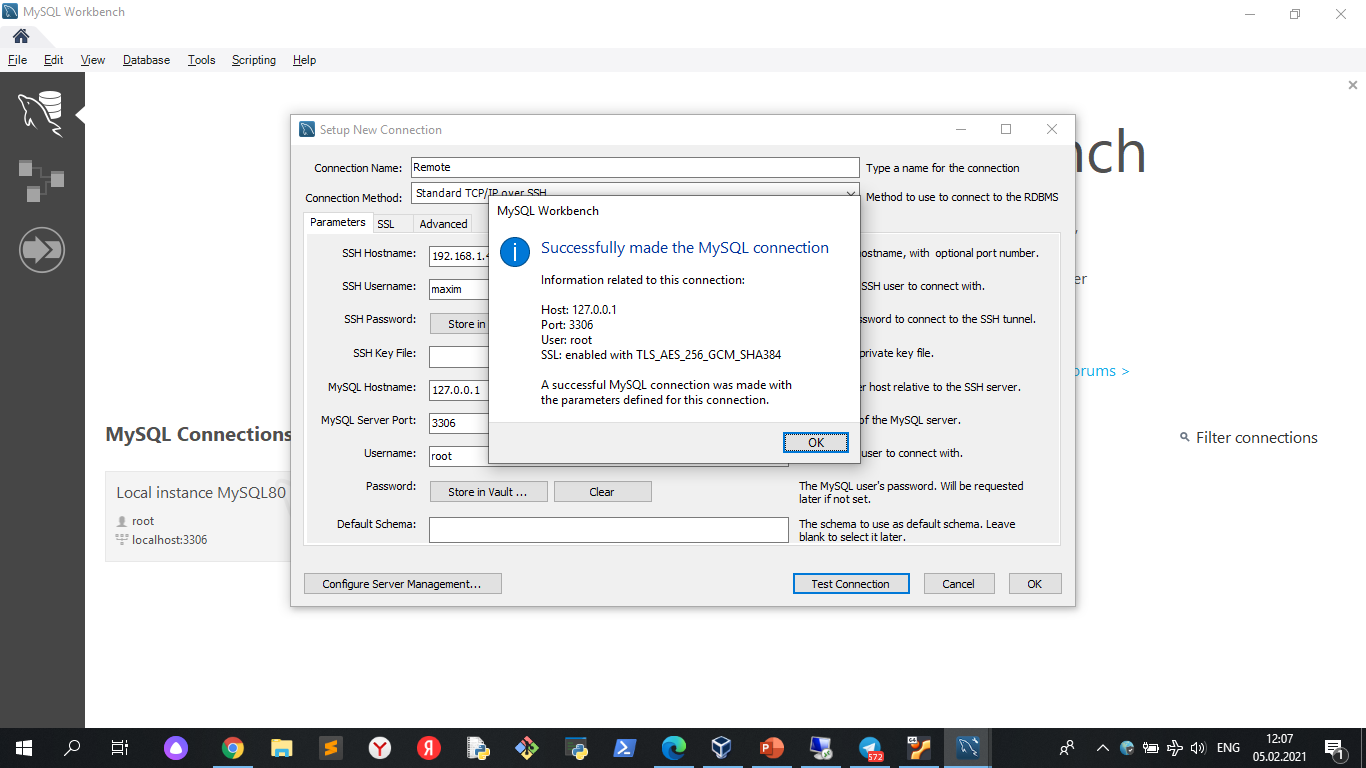 MySQL Workbench
File Edit View Database Tools Scripting Help
nch
Setup New Connection
Connection Name: Remote Type a name for the connection
Connection Method: Standard TCP/IP over SSH Method to use to connect to the RDBMS
Parameters SSL Advanced
SSH Hostname: 192.168.1. ostname, with optional port number.
SSH Username: maxim SSH user to connect with.
SSH Password: Store in sword to connect to the SSH tunnel.
SSH Key File: private key file.
MySQL Hostname: 127.0.0.1 r host relative to the SSH server.
MySQL Server Port: 3306 of the MySQL server.
Username: root user to connect with.
Password: Store in Vault ... Clear The MySQL user's password. Will be requested
later if not set.
Default Schema: The schema to use as default schema. Leave
blank to select it later.
Configure Server Management... Test Connection Cancel OK
MySQL Workbench
Successfully made the MySQL connection
Information related to this connection:
Host: 127.0.0.1
Port: 3306
User: root
SSL: enabled with TLS_AES_256_GCM_SHA384
A successful MySQL connection was made with
the parameters defined for this connection.
OK
er
orums >
MySQL Connections
Filter connections
Local instance MySQL80
root
localhost:3306
572
ENG
12:07
05.02.2021
1